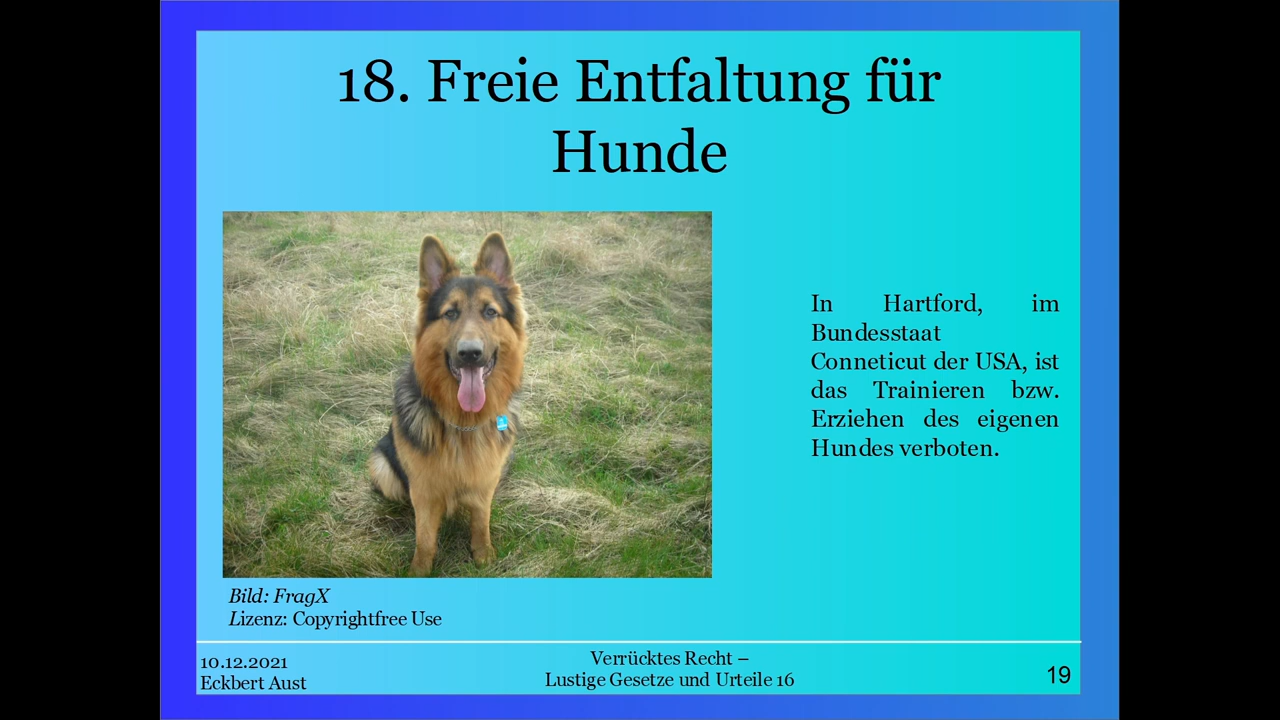 18. Freie Entfaltung für
Hunde
In Hartford, im
Bundesstaat
Conneticut der USA, ist
das Trainieren bzw.
Erziehen des eigenen
Hundes verboten.
Bild: FragX
Lizenz: Copyrightfree Use
10.12.2021
Eckbert Aust
Verrücktes Recht –
Lustige Gesetze und Urteile 16
19